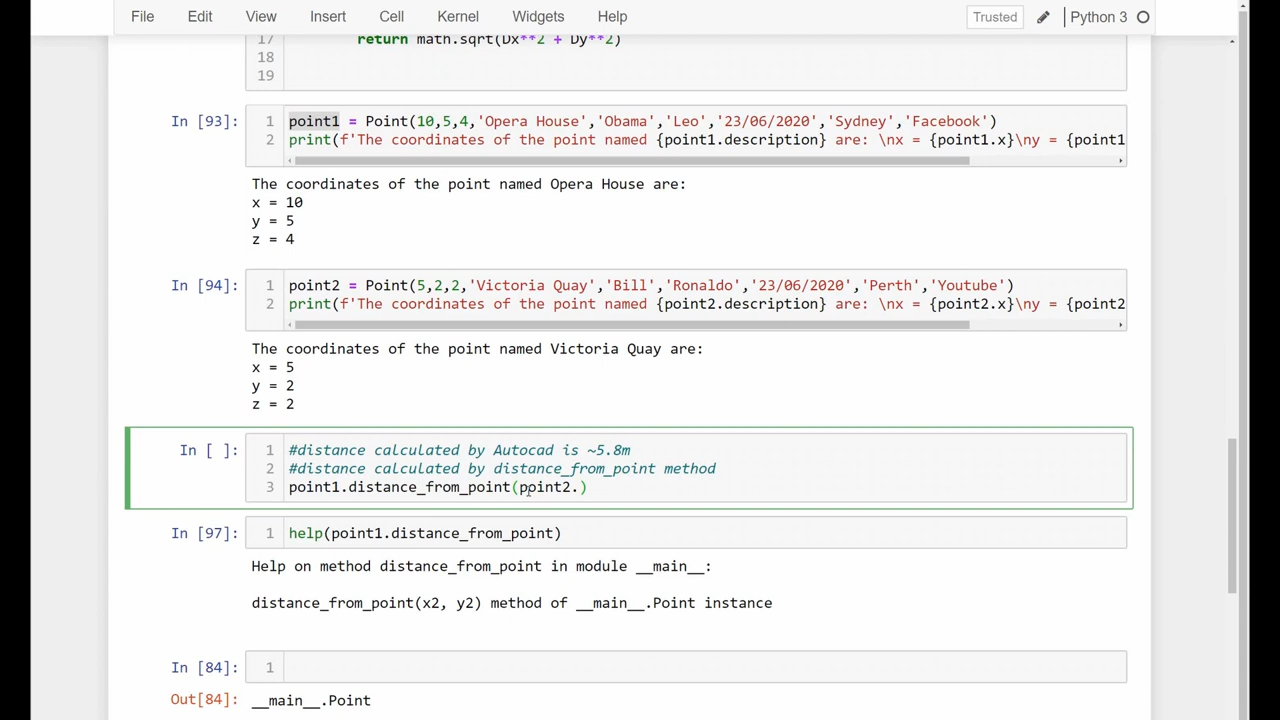 File Edit View Insert Cell Kernel Widgets Help Trusted Python 3
17 return math.sqrt(Dx**2 + Dy**2)
18
19
In [93]: 1 point1 = Point(10,5,4,'Opera House','Obama','Leo','23/06/2020','Sydney','Facebook')
2 print(f'The coordinates of the point named {point1.description} are: \nx = {point1.x}\ny = {point1
The coordinates of the point named Opera House are:
x = 10
y = 5
z = 4
In [94]: 1 point2 = Point(5,2,2,'Victoria Quay','Bill','Ronaldo','23/06/2020','Perth','Youtube')
2 print(f'The coordinates of the point named {point2.description} are: \nx = {point2.x}\ny = {point2
The coordinates of the point named Victoria Quay are:
x = 5
y = 2
z = 2
In [ ]: 1 #distance calculated by Autocad is ~5.8m
2 #distance calculated by distance_from_point method
3 point1.distance_from_point(point2.)
In [97]: 1 help(point1.distance_from_point)
Help on method distance_from_point in module __main__:
distance_from_point(x2, y2) method of __main__.Point instance
In [84]: 1
Out[84]: __main__.Point